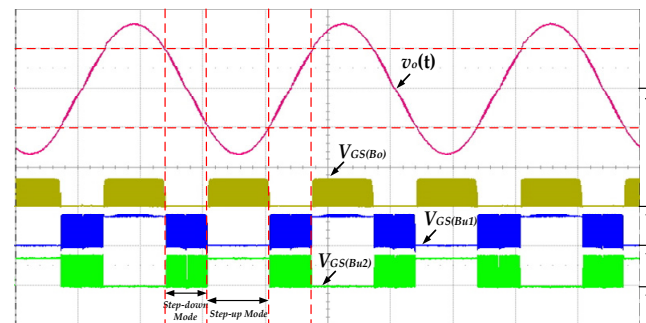 vo(t)
VGS(Bo)
VGS(Bu1)
VGS(Bu2)
Step-down
Mode
Step-up Mode